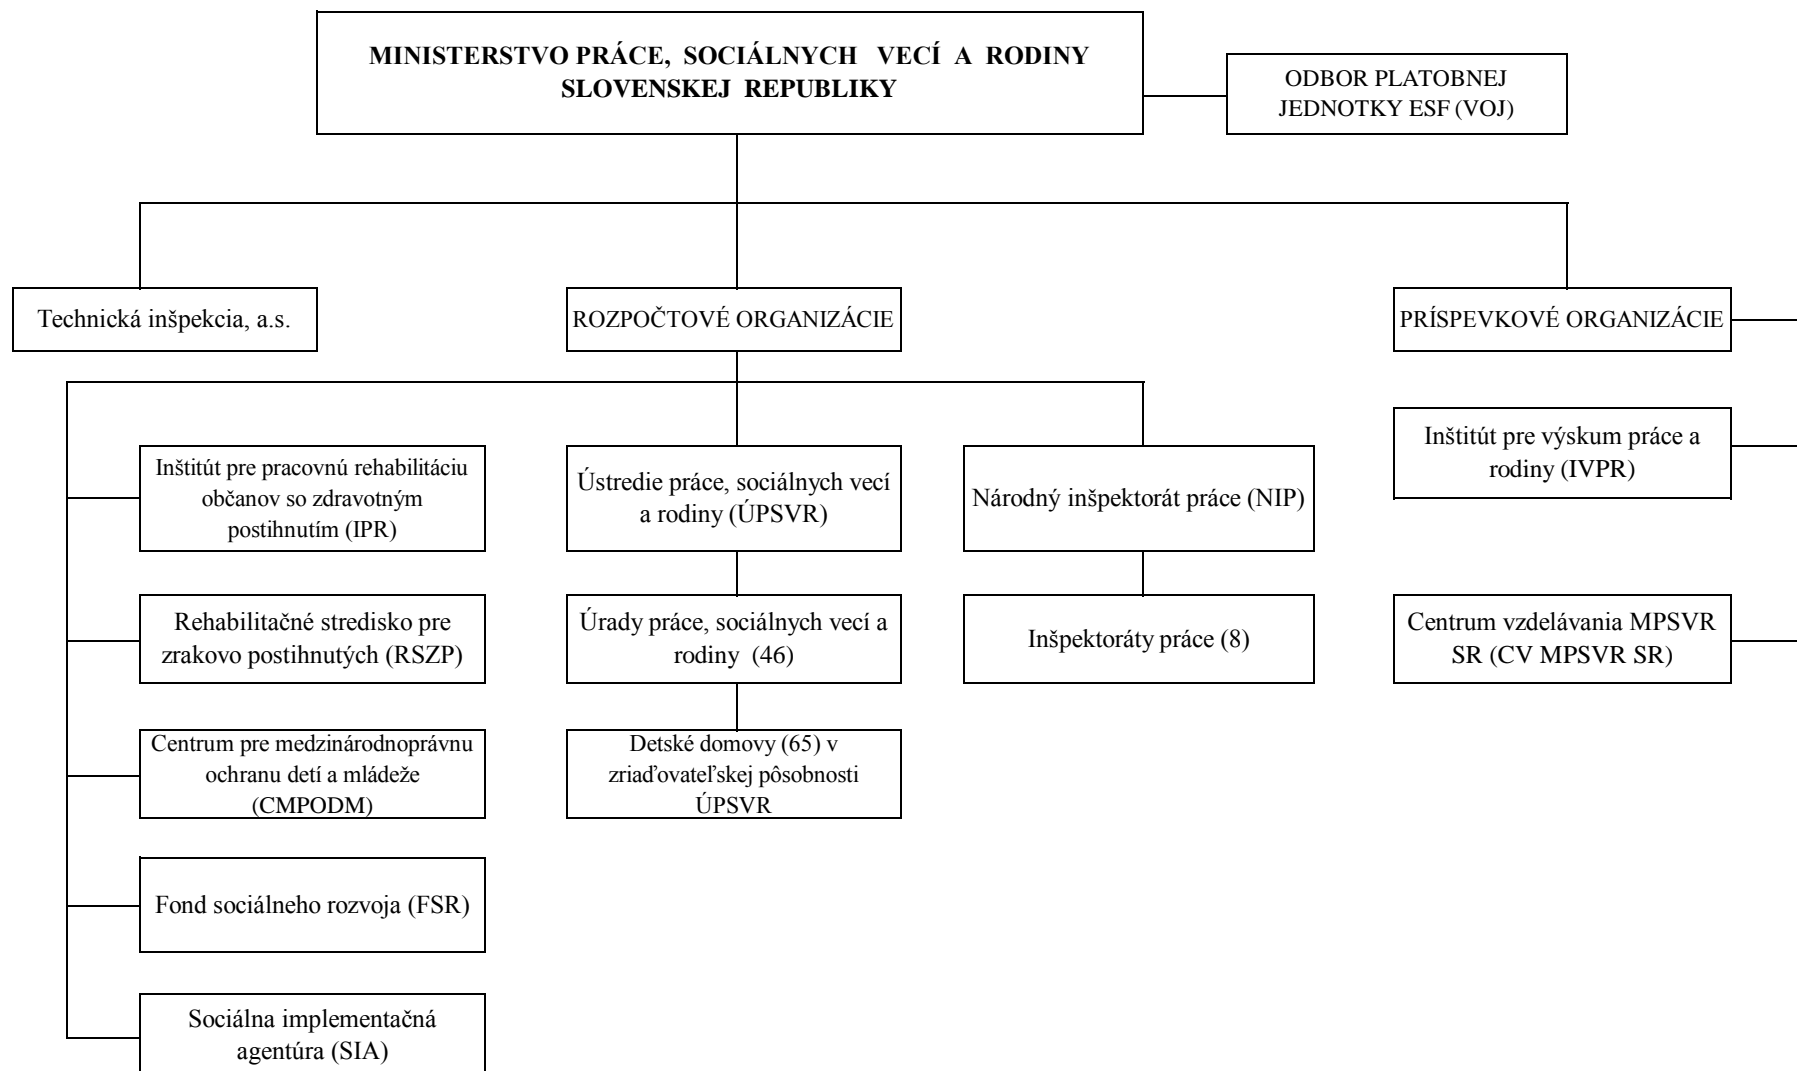 MINISTERSTVO PRÁCE, SOCIÁLNYCH VECÍ A RODINY
SLOVENSKEJ REPUBLIKY
ODBOR PLATOBNEJ
JEDNOTKY ESF (VOJ)
Technická inšpekcia, a.s.
ROZPOČTOVÉ ORGANIZÁCIE
PRÍSPEVKOVÉ ORGANIZÁCIE
Inštitút pre pracovnú rehabilitáciu
občanov so zdravotným
postihnutím (IPR)
Ústredie práce, sociálnych vecí
a rodiny (ÚPSVR)
Národný inšpektorát práce (NIP)
Inštitút pre výskum práce a
rodiny (IVPR)
Rehabilitačné stredisko pre
zrakovo postihnutých (RSZP)
Úrady práce, sociálnych vecí a
rodiny (46)
Inšpektoráty práce (8)
Centrum vzdelávania MPSVR
SR (CV MPSVR SR)
Centrum pre medzinárodnoprávnu
ochranu detí a mládeže
(CMPODM)
Detské domovy (65) v
zriaďovateľskej pôsobnosti
ÚPSVR
Fond sociálneho rozvoja (FSR)
Sociálna implementačná
agentúra (SIA)